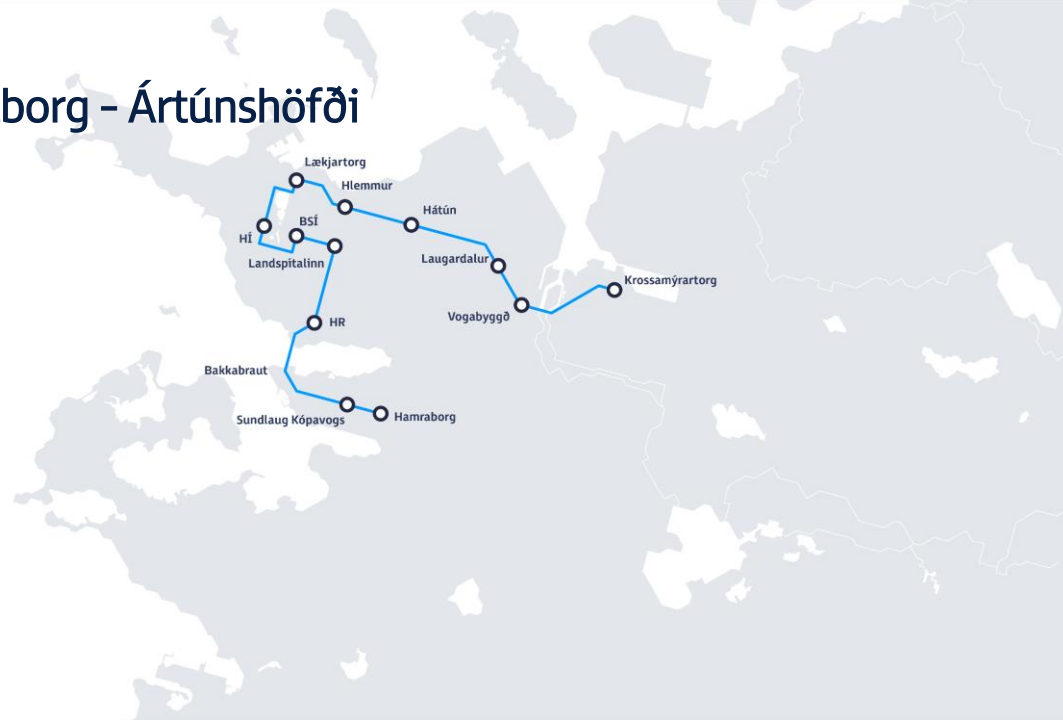 borg – Ártúnshöfði
Lækjartorg
Hlemmur
Hátún
BSÍ
HÍ
Landspítalinn
Laugardalur
Krossamýrartorg
Vogabyggð
HR
Bakkabraut
Sundlaug Kópavogs
Hamraborg